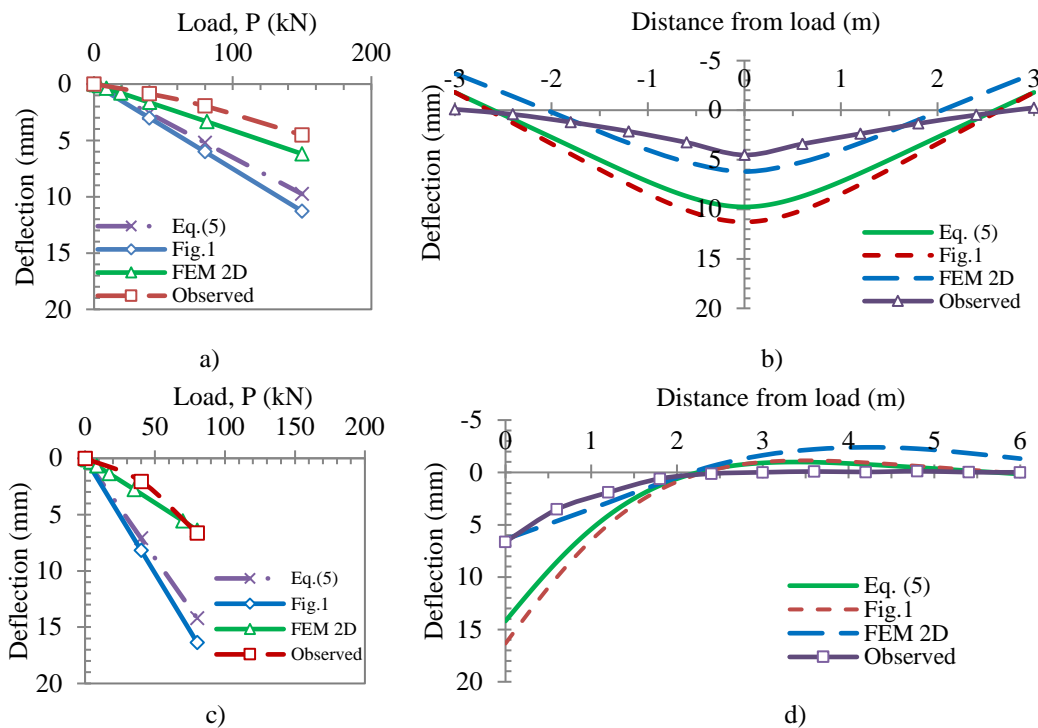 Load, P (kN)
0 100 200
Deflection (mm)
0
5
10
15
20
Eq.(5)
Fig.1
FEM 2D
Observed
a)
Distance from load (m)
-3 -2 -1 0 1 2 3
Deflection (mm)
-5
0
5
10
15
20
Eq. (5)
Fig.1
FEM 2D
Observed
b)
Load, P (kN)
0 50 100 150 200
Deflection (mm)
0
5
10
15
20
Eq.(5)
Fig.1
FEM 2D
Observed
c)
Distance from load (m)
0 1 2 3 4 5 6
Deflection (mm)
-5
0
5
10
15
20
Eq. (5)
Fig.1
FEM 2D
Observed
d)